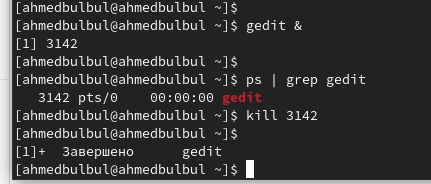 [ahmedbulbul@ahmedbulbul ~]$
[ahmedbulbul@ahmedbulbul ~]$ gedit &
[1] 3142
[ahmedbulbul@ahmedbulbul ~]$
[ahmedbulbul@ahmedbulbul ~]$ ps | grep gedit
   3142 pts/0    00:00:00 gedit
[ahmedbulbul@ahmedbulbul ~]$ kill 3142
[ahmedbulbul@ahmedbulbul ~]$
[1]+  Завершено      gedit
[ahmedbulbul@ahmedbulbul ~]$